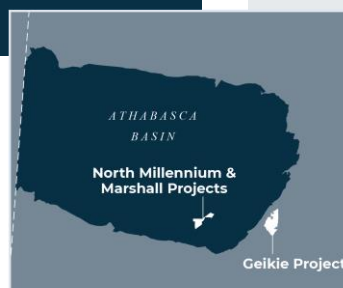 ATHABASCA
BASIN
North Millennium &
Marshall Projects
Geikie Project